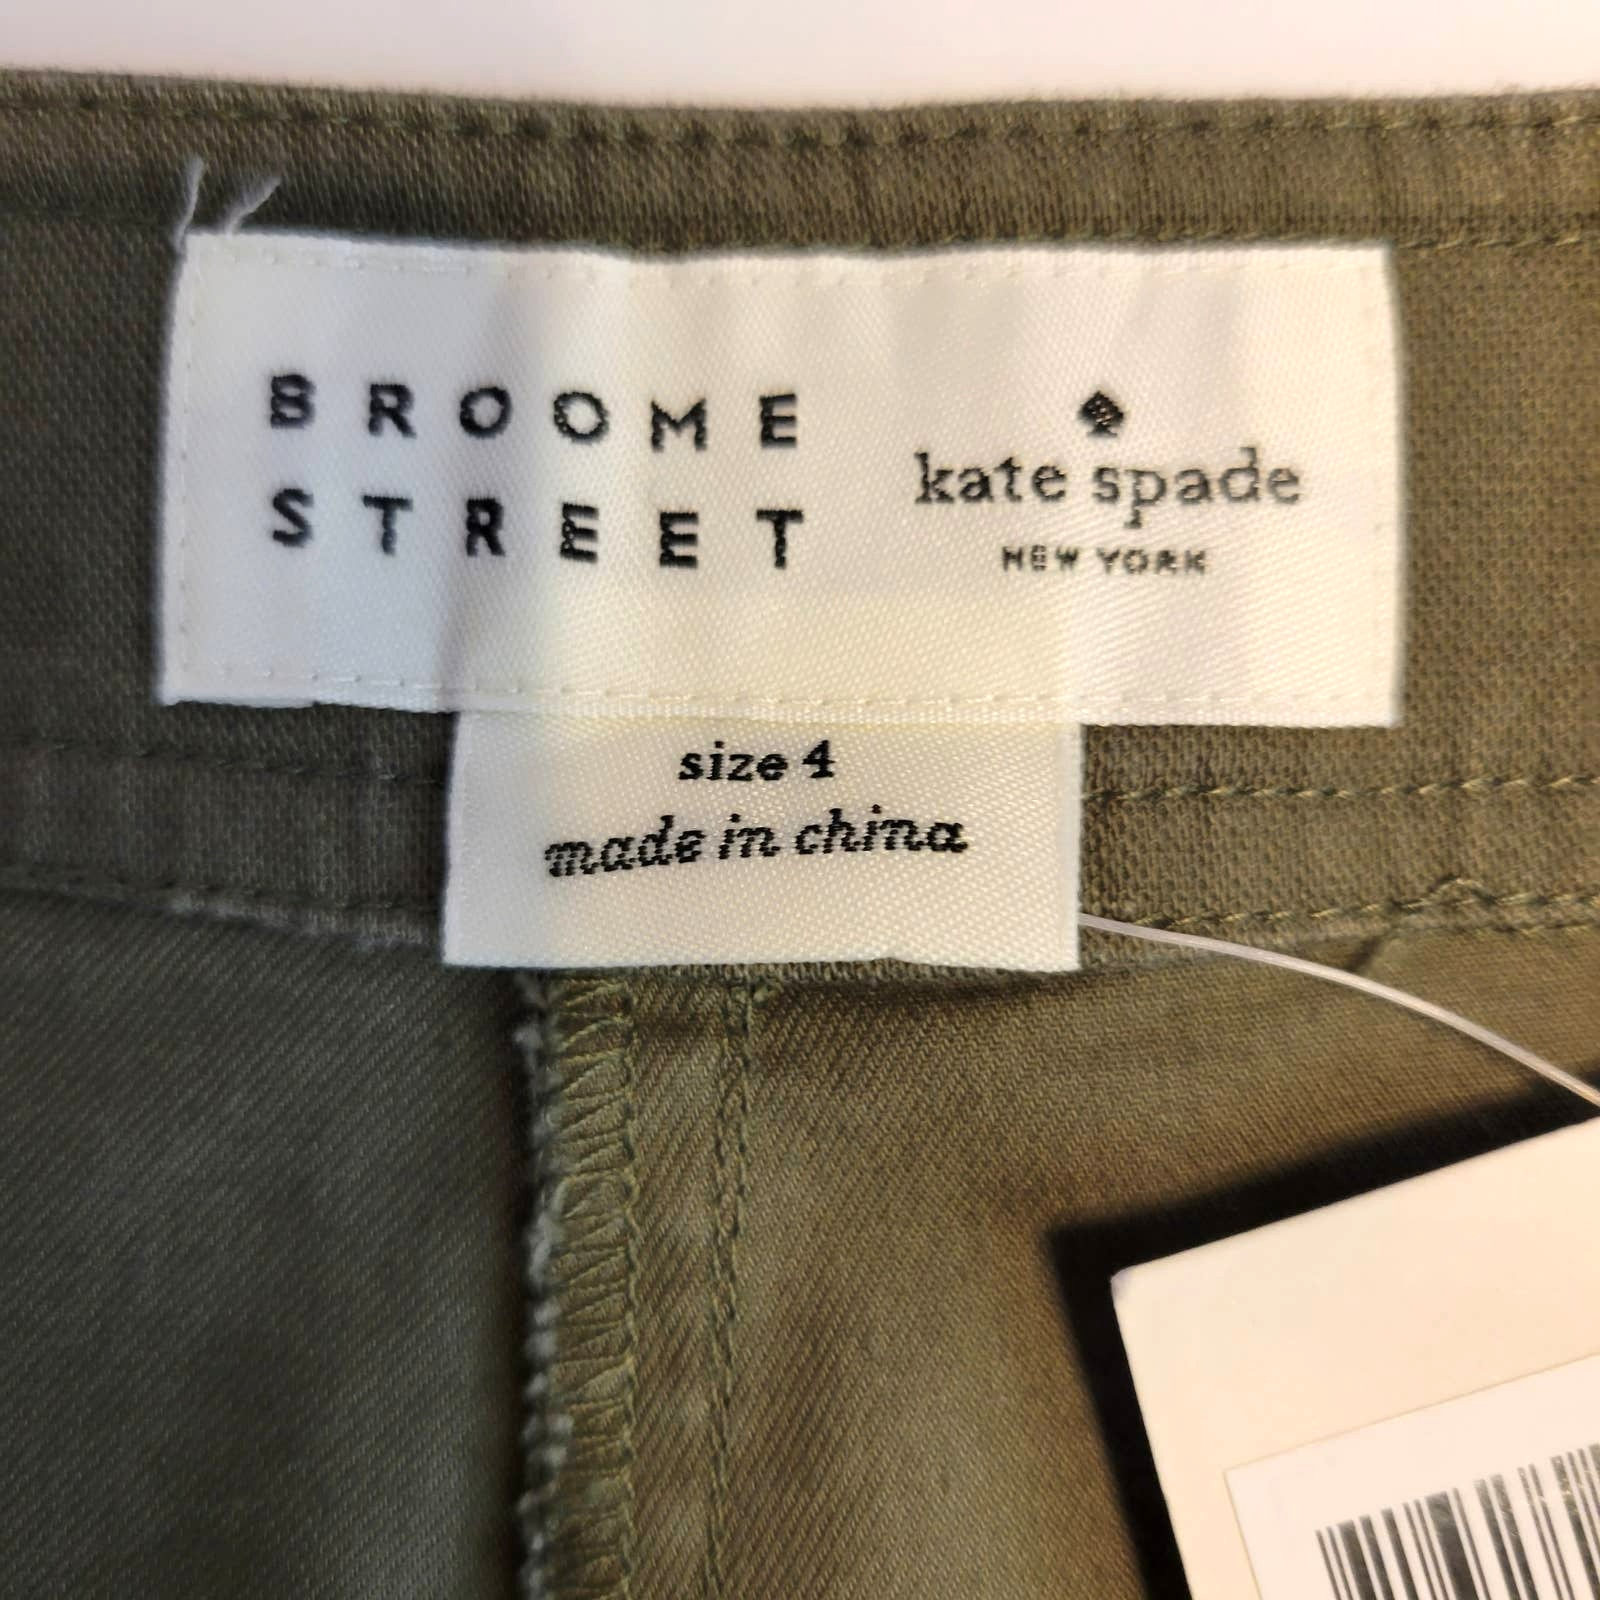 BROOME
STREET
kate spade
NEW YORK
size 4
made in china